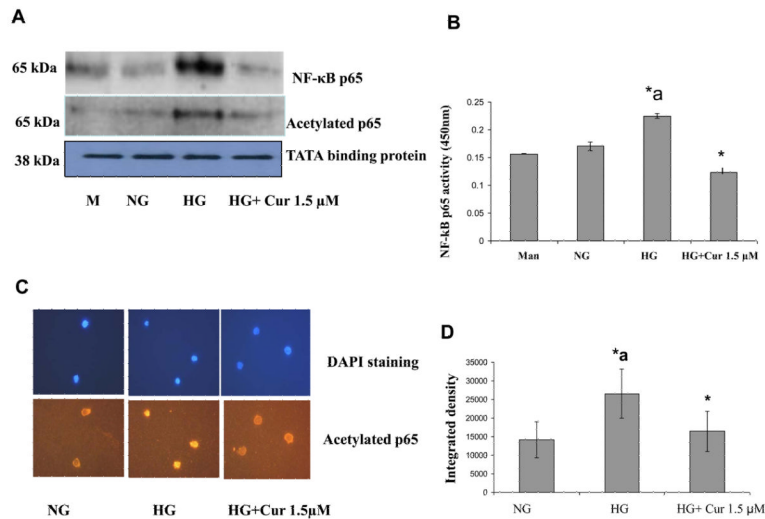 A
65 kDa
NF-κB p65
65 kDa
Acetylated p65
38 kDa
TATA binding protein
M NG HG HG+ Cur 1.5 µM
B
NF-kB p65 activity (450nm)
0.25
0.2
0.15
0.1
0.05
0
*a
*
Man NG HG HG+Cur 1.5 µM
C
DAPI staining
Acetylated p65
NG HG HG+Cur 1.5µM
D
Integrated density
35000
30000
25000
20000
15000
10000
5000
0
*a
*
NG HG HG+ Cur 1.5 µM